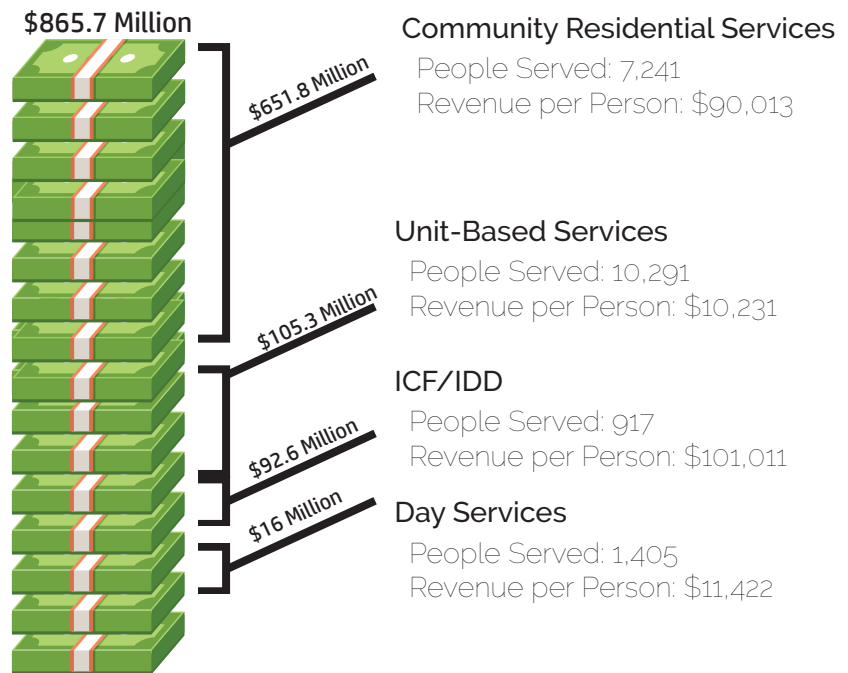 $865.7 Million
Community Residential Services
People Served: 7,241
Revenue per Person: $90,013
$651.8 Million
Unit-Based Services
People Served: 10,291
Revenue per Person: $10,231
$105.3 Million
ICF/IDD
People Served: 917
Revenue per Person: $101,011
$92.6 Million
Day Services
People Served: 1,405
Revenue per Person: $11,422
$16 Million